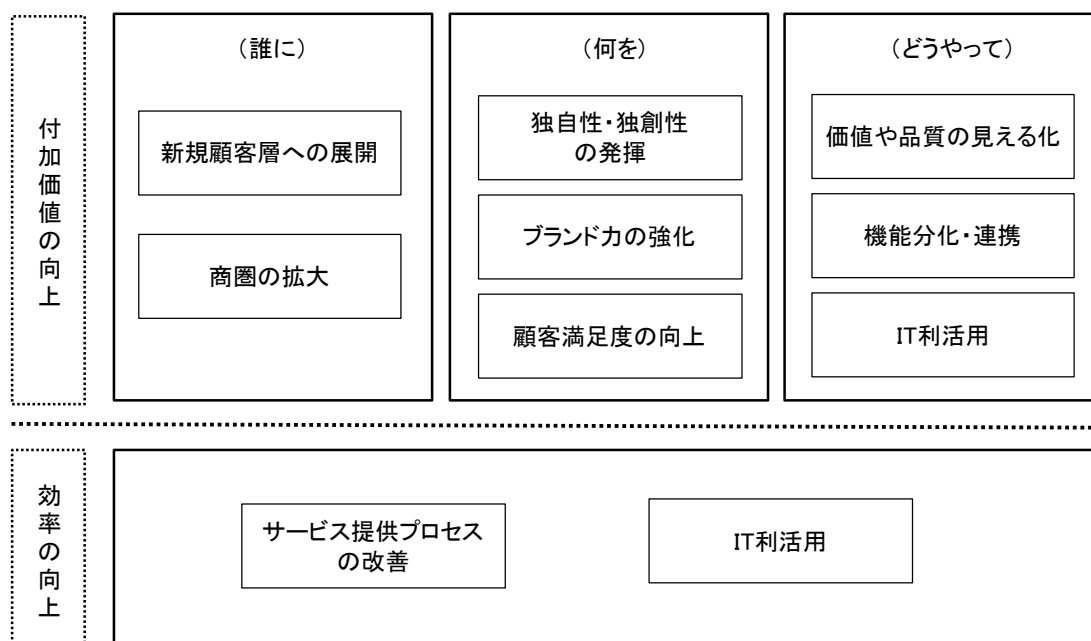 付加価値の向上
(誰に)
新規顧客層への展開
商圏の拡大
(何を)
独自性・独創性
の発揮
ブランド力の強化
顧客満足度の向上
(どうやって)
価値や品質の見える化
機能分化・連携
IT利活用
効率の向上
サービス提供プロセス
の改善
IT利活用